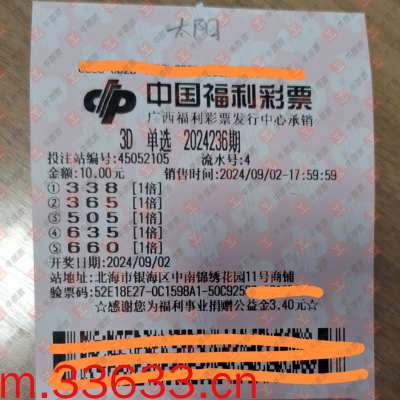 太阳
中国福利彩票
广西福利彩票发行中心承销
3D 单选 2024236期
投注站编号:45052105 流水号:4
金额:10.00元 销售时间:2024/09/02-17:59:59
① 338 [1倍]
② 365 [1倍]
③ 505 [1倍]
④ 635 [1倍]
⑤ 660 [1倍]
开奖日期:2024/09/02
站地址:北海市银海区中南锦绣花园11号商铺
验票码:52E18E27-0C1598A1-50C925
☆感谢您为福利事业捐赠公益金3.40元☆
m.33633.cn